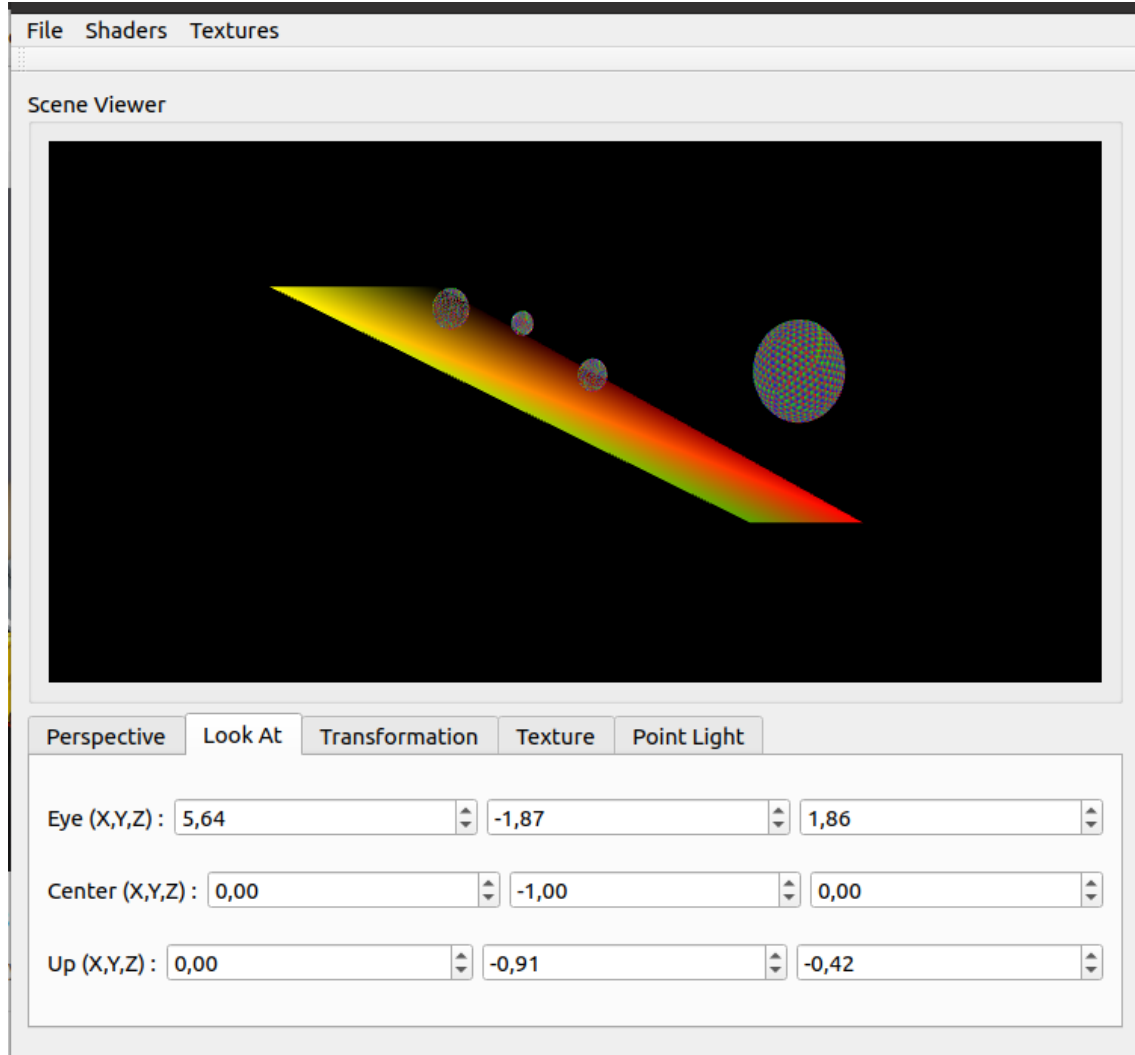 File Shaders Textures
Scene Viewer
Perspective Look At Transformation Texture Point Light
Eye (X,Y,Z) : 5,64 -1,87 1,86
Center (X,Y,Z) : 0,00 -1,00 0,00
Up (X,Y,Z) : 0,00 -0,91 -0,42